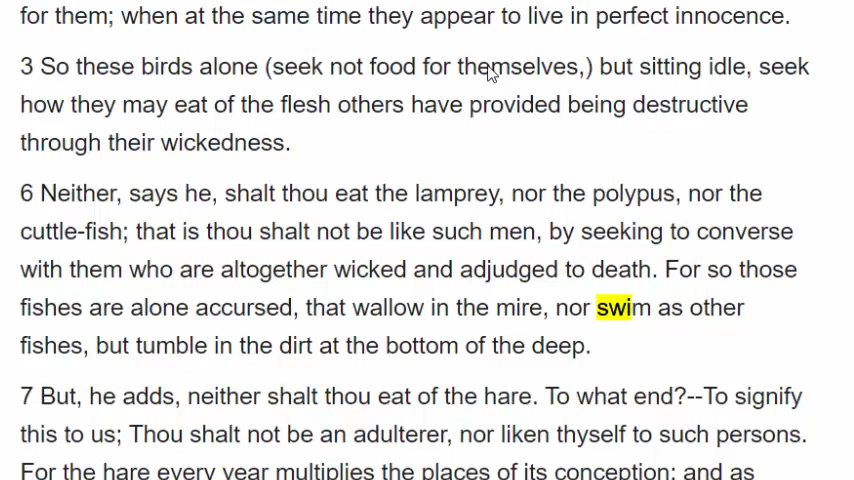 for them; when at the same time they appear to live in perfect innocence.
3 So these birds alone (seek not food for themselves,) but sitting idle, seek
how they may eat of the flesh others have provided being destructive
through their wickedness.
6 Neither, says he, shalt thou eat the lamprey, nor the polypus, nor the
cuttle-fish; that is thou shalt not be like such men, by seeking to converse
with them who are altogether wicked and adjudged to death. For so those
fishes are alone accursed, that wallow in the mire, nor swim as other
fishes, but tumble in the dirt at the bottom of the deep.
7 But, he adds, neither shalt thou eat of the hare. To what end?--To signify
this to us; Thou shalt not be an adulterer, nor liken thyself to such persons.
For the hare every year multiplies the places of its conception; and as